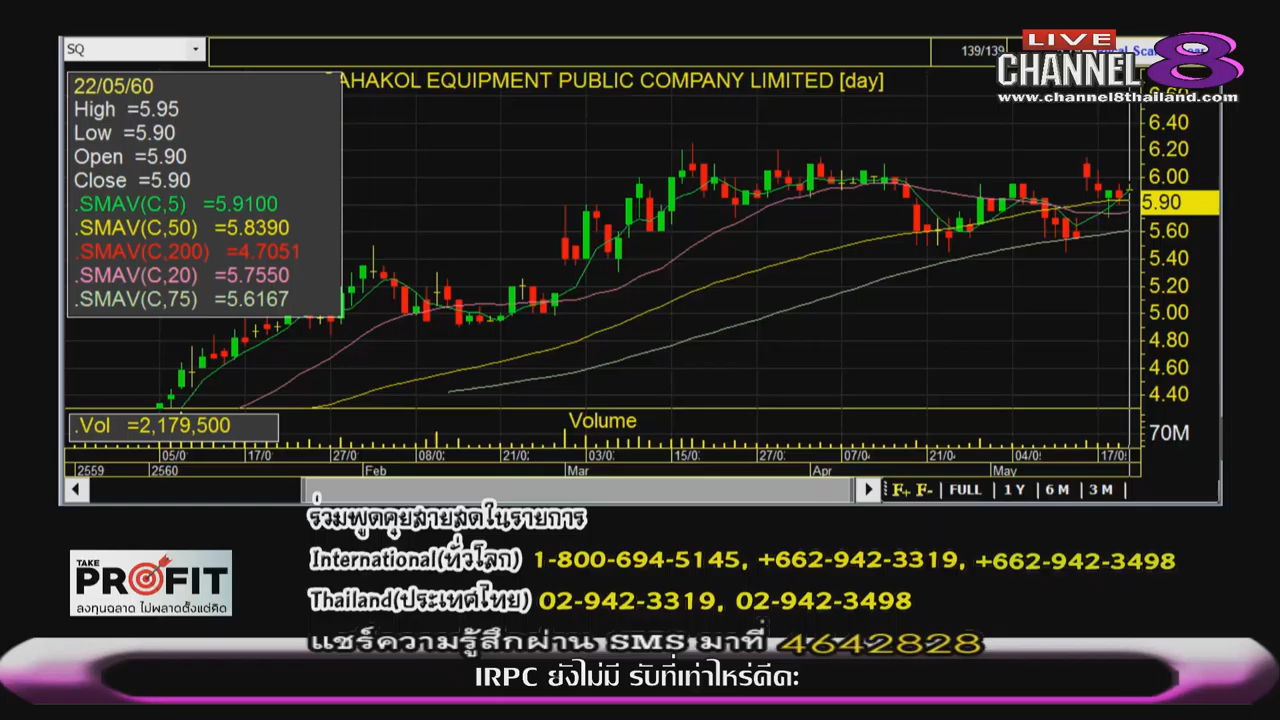 SQ
139/139
LIVE
CHANNEL 8
www.channel8thailand.com
AHAKOL EQUIPMENT PUBLIC COMPANY LIMITED [day]
22/05/60
High =5.95
Low =5.90
Open =5.90
Close =5.90
.SMAV(C,5) =5.9100
.SMAV(C,50) =5.8390
.SMAV(C,200) =4.7051
.SMAV(C,20) =5.7550
.SMAV(C,75) =5.6167
6.60
6.40
6.20
6.00
5.90
5.60
5.40
5.20
5.00
4.80
4.60
4.40
.Vol =2,179,500
Volume
70M
05/0 17/0 27/0 08/0 21/0 03/0 15/0 27/0 07/0 21/0 04/0 17/0
2559 2560 Feb Mar Apr May
F+ F- FULL 1 Y 6 M 3 M
ร่วมพูดคุยสายสดในรายการ
International(ทั่วโลก) 1-800-694-5145, +662-942-3319, +662-942-3498
Thailand(ประเทศไทย) 02-942-3319, 02-942-3498
แชร์ความรู้สึกผ่าน SMS มาที่ 4642828
TAKE
PROFIT
ลงทุนฉลาด ไม่พลาดตั้งแต่คิด
IRPC ยังไม่มี รับที่เท่าไหร่ดีคะ